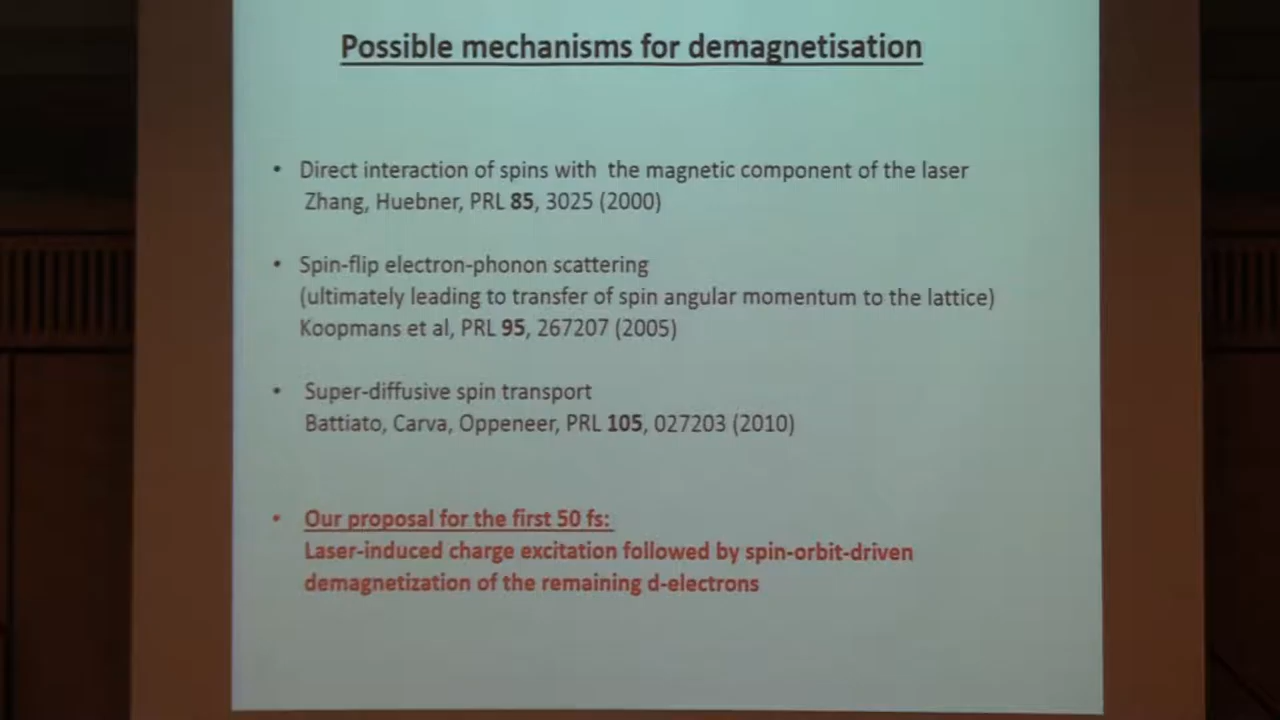 Possible mechanisms for demagnetisation
• Direct interaction of spins with the magnetic component of the laser
Zhang, Huebner, PRL 85, 3025 (2000)
• Spin-flip electron-phonon scattering
(ultimately leading to transfer of spin angular momentum to the lattice)
Koopmans et al, PRL 95, 267207 (2005)
• Super-diffusive spin transport
Battiato, Carva, Oppeneer, PRL 105, 027203 (2010)
• Our proposal for the first 50 fs:
Laser-induced charge excitation followed by spin-orbit-driven
demagnetization of the remaining d-electrons